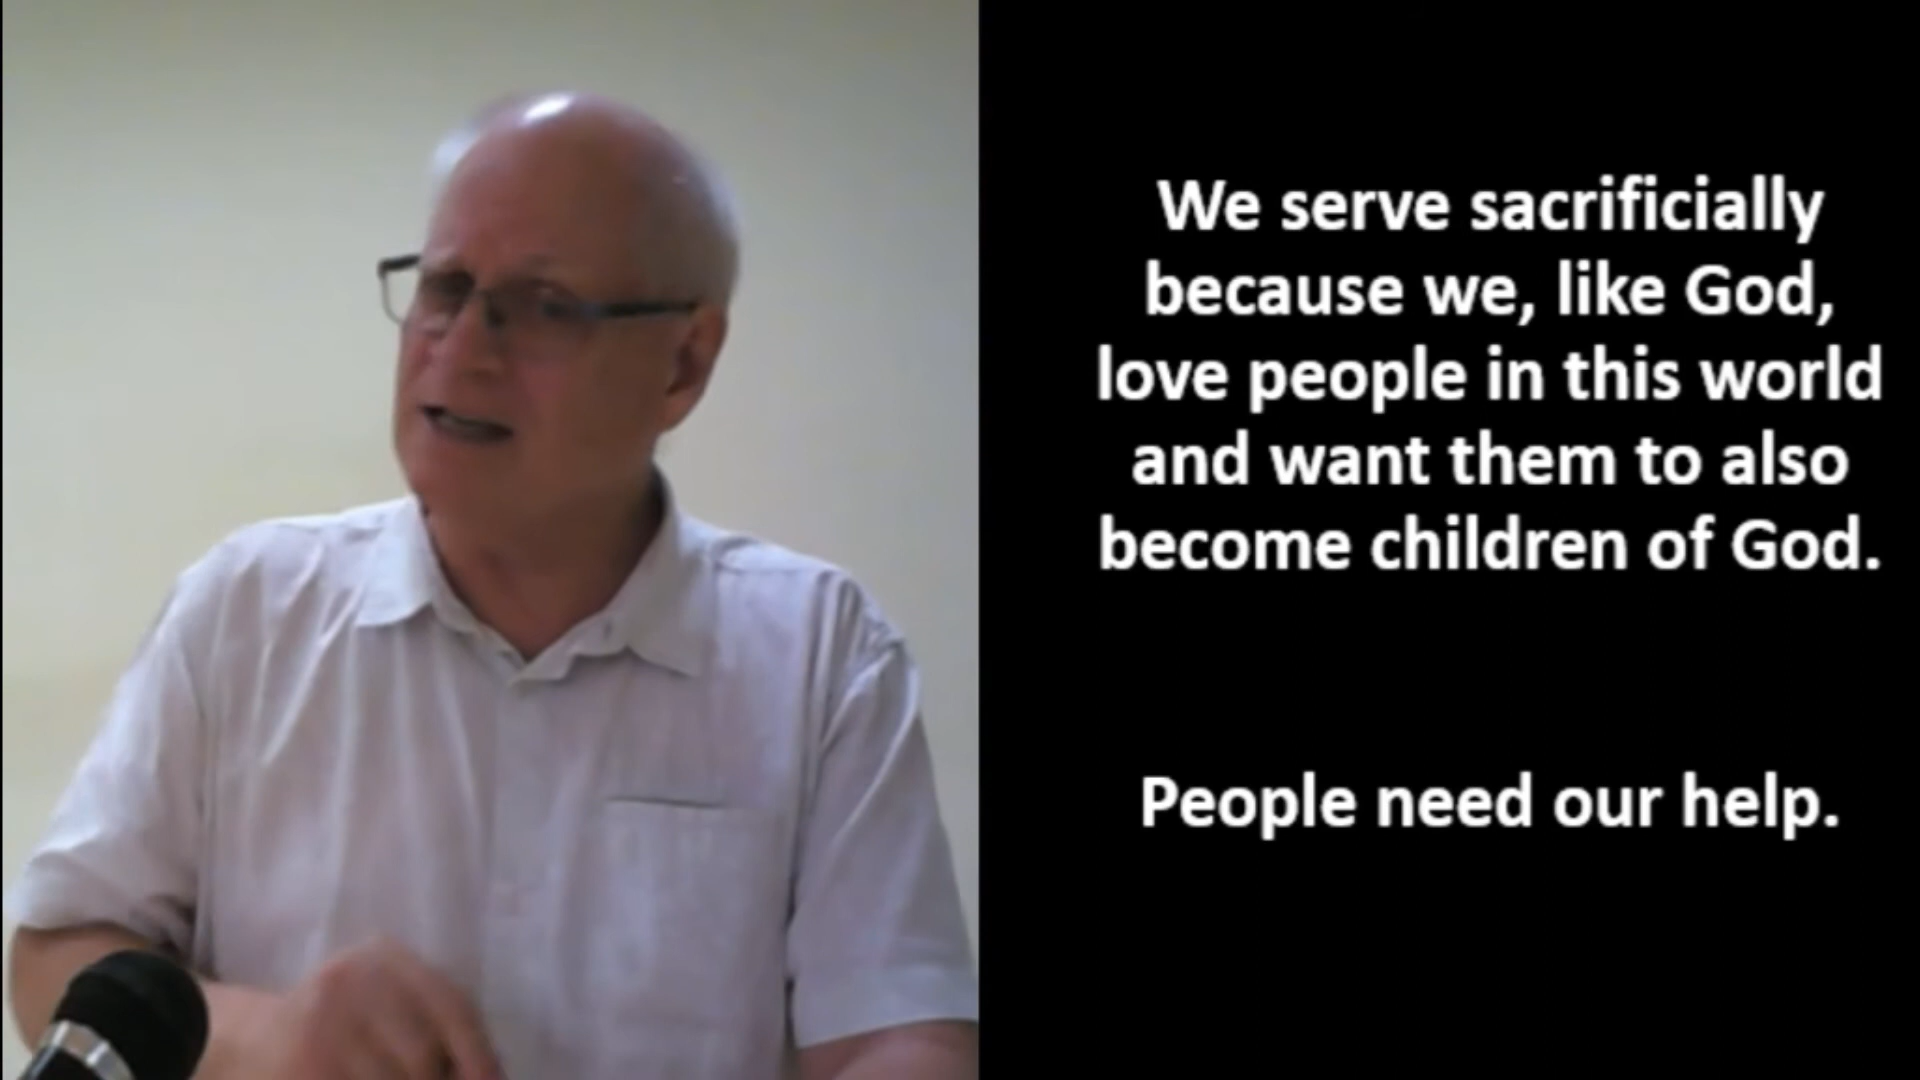 We serve sacrificially
because we, like God,
love people in this world
and want them to also
become children of God.
People need our help.